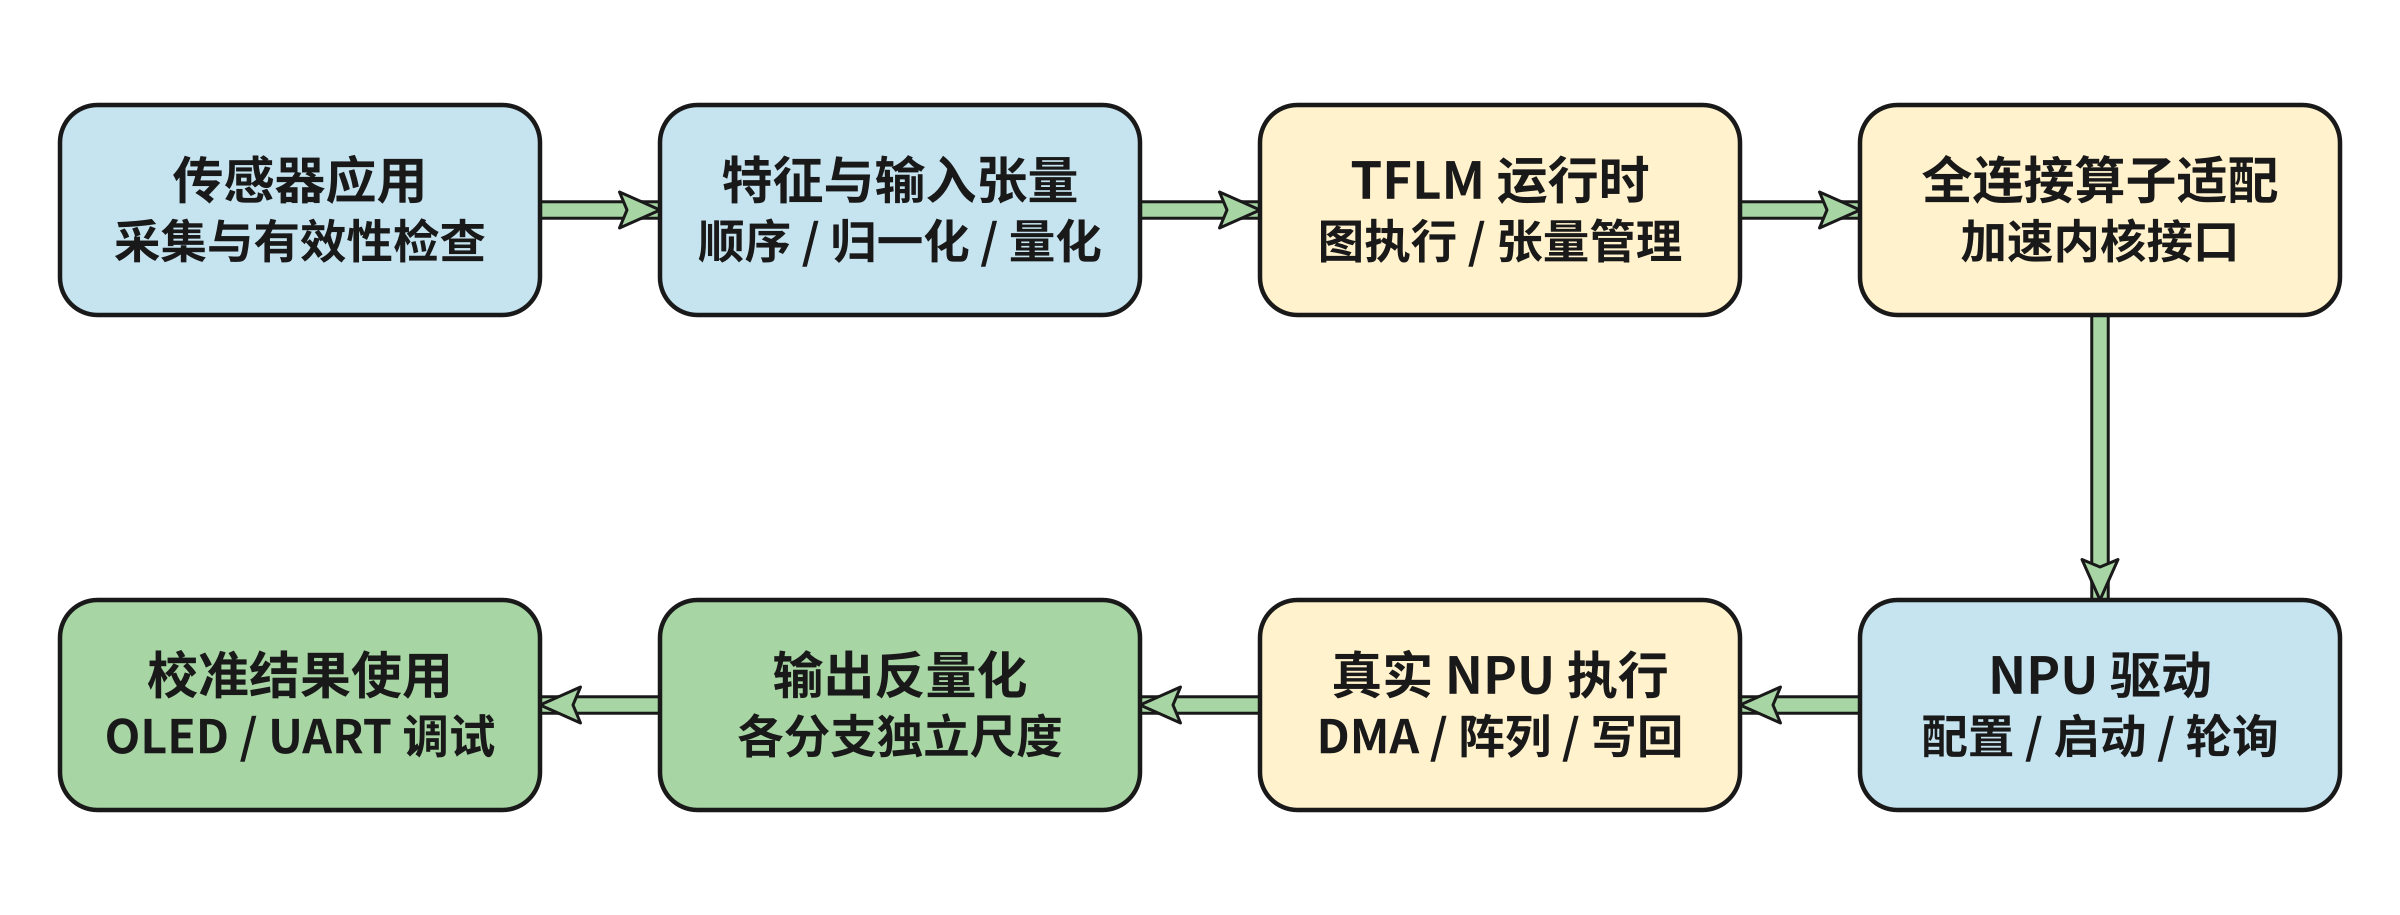 传感器应用
采集与有效性检查
特征与输入张量
顺序 / 归一化 / 量化
TFLM 运行时
图执行 / 张量管理
全连接算子适配
加速内核接口
校准结果使用
OLED / UART 调试
输出反量化
各分支独立尺度
真实 NPU 执行
DMA / 阵列 / 写回
NPU 驱动
配置 / 启动 / 轮询